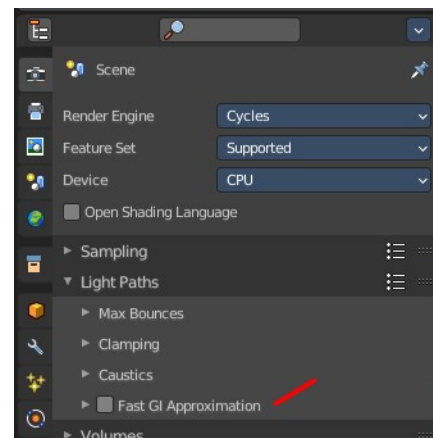 Scene
Render Engine Cycles
Feature Set Supported
Device CPU
Open Shading Language
Sampling
Light Paths
Max Bounces
Clamping
Caustics
Fast GI Approximation
Volumes